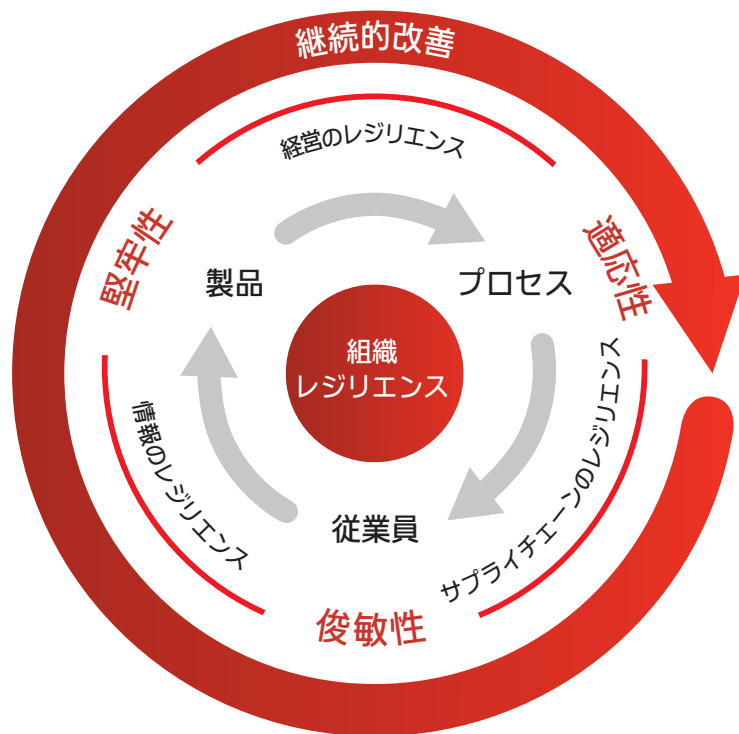 継続的改善
経営のレジリエンス
堅牢性
適応性
製品
プロセス
組織
レジリエンス
情報のレジリエンス
サプライチェーンのレジリエンス
従業員
俊敏性